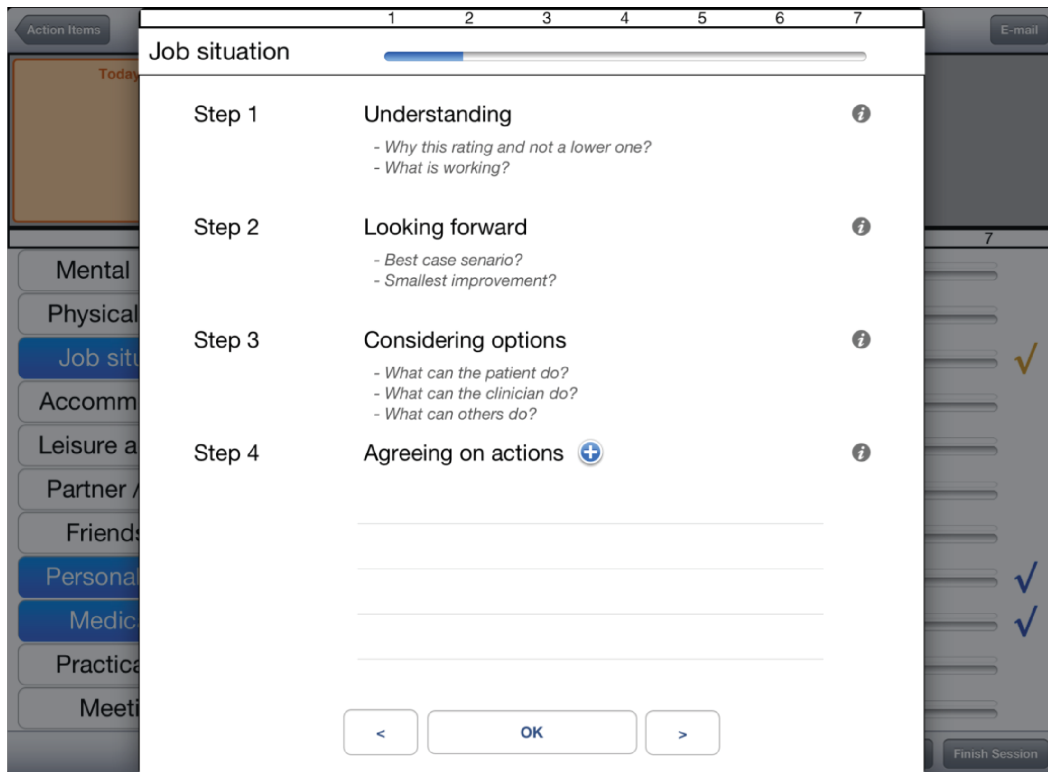 Action Items
E-mail
1 2 3 4 5 6 7
Job situation
Today
Step 1 Understanding
- Why this rating and not a lower one?
- What is working?
Step 2 Looking forward
- Best case senario?
- Smallest improvement?
Step 3 Considering options
- What can the patient do?
- What can the clinician do?
- What can others do?
Step 4 Agreeing on actions
7
Mental
Physical
Job situ
Accomm
Leisure a
Partner /
Friends
Personal
Medic
Practica
Meeti
< OK >
Finish Session